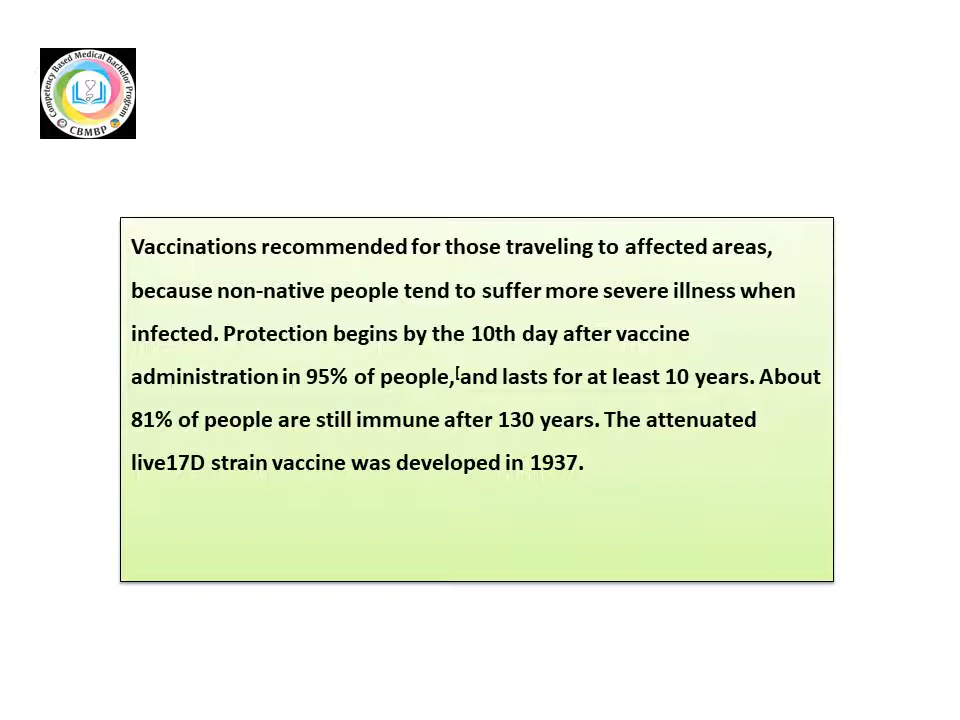 Competency Based Medical Bachelor Program
CBMBP
Vaccinations recommended for those traveling to affected areas,
because non-native people tend to suffer more severe illness when
infected. Protection begins by the 10th day after vaccine
administration in 95% of people,[and lasts for at least 10 years. About
81% of people are still immune after 130 years. The attenuated
live17D strain vaccine was developed in 1937.